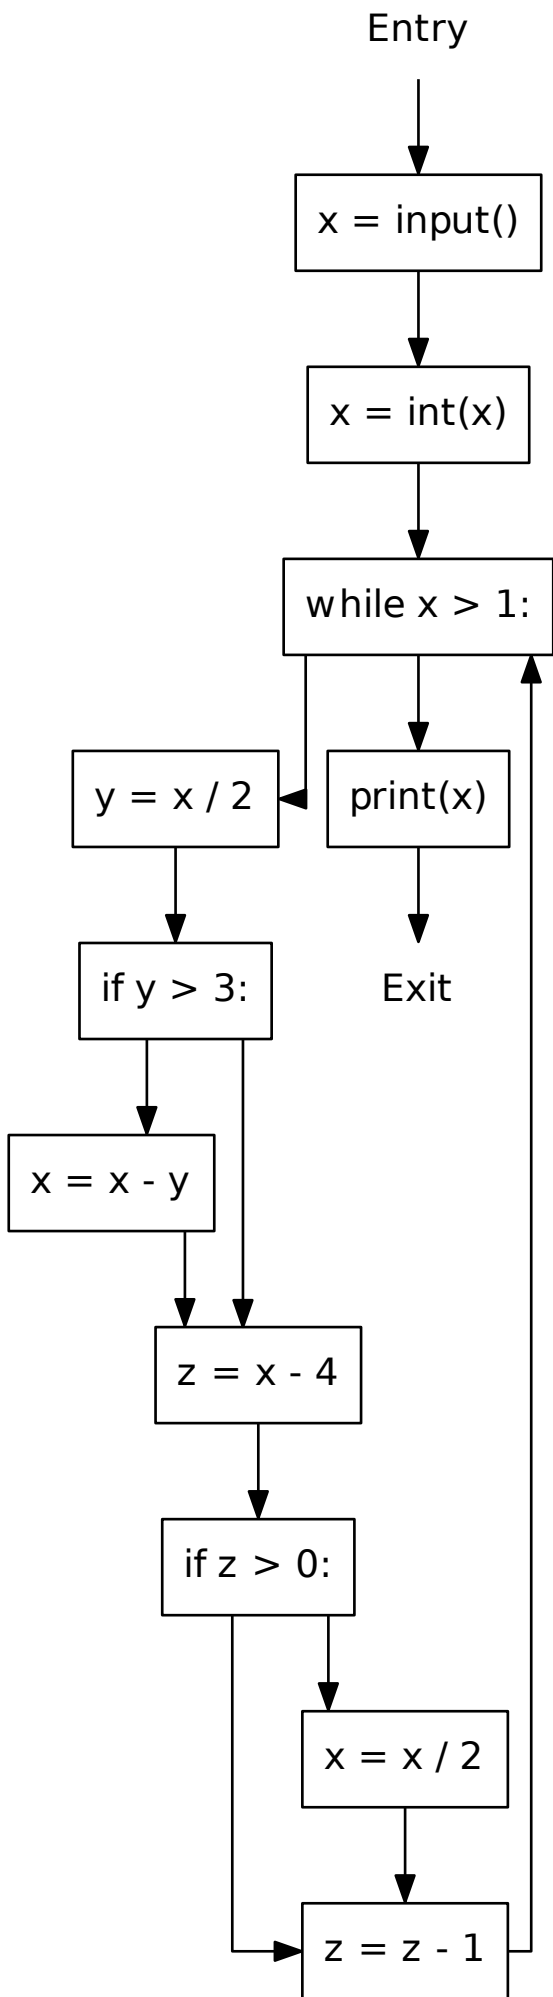 Entry
x = input()
x = int(x)
while x > 1:
y = x / 2
print(x)
if y > 3:
Exit
x = x - y
z = x - 4
if z > 0:
x = x / 2
z = z - 1